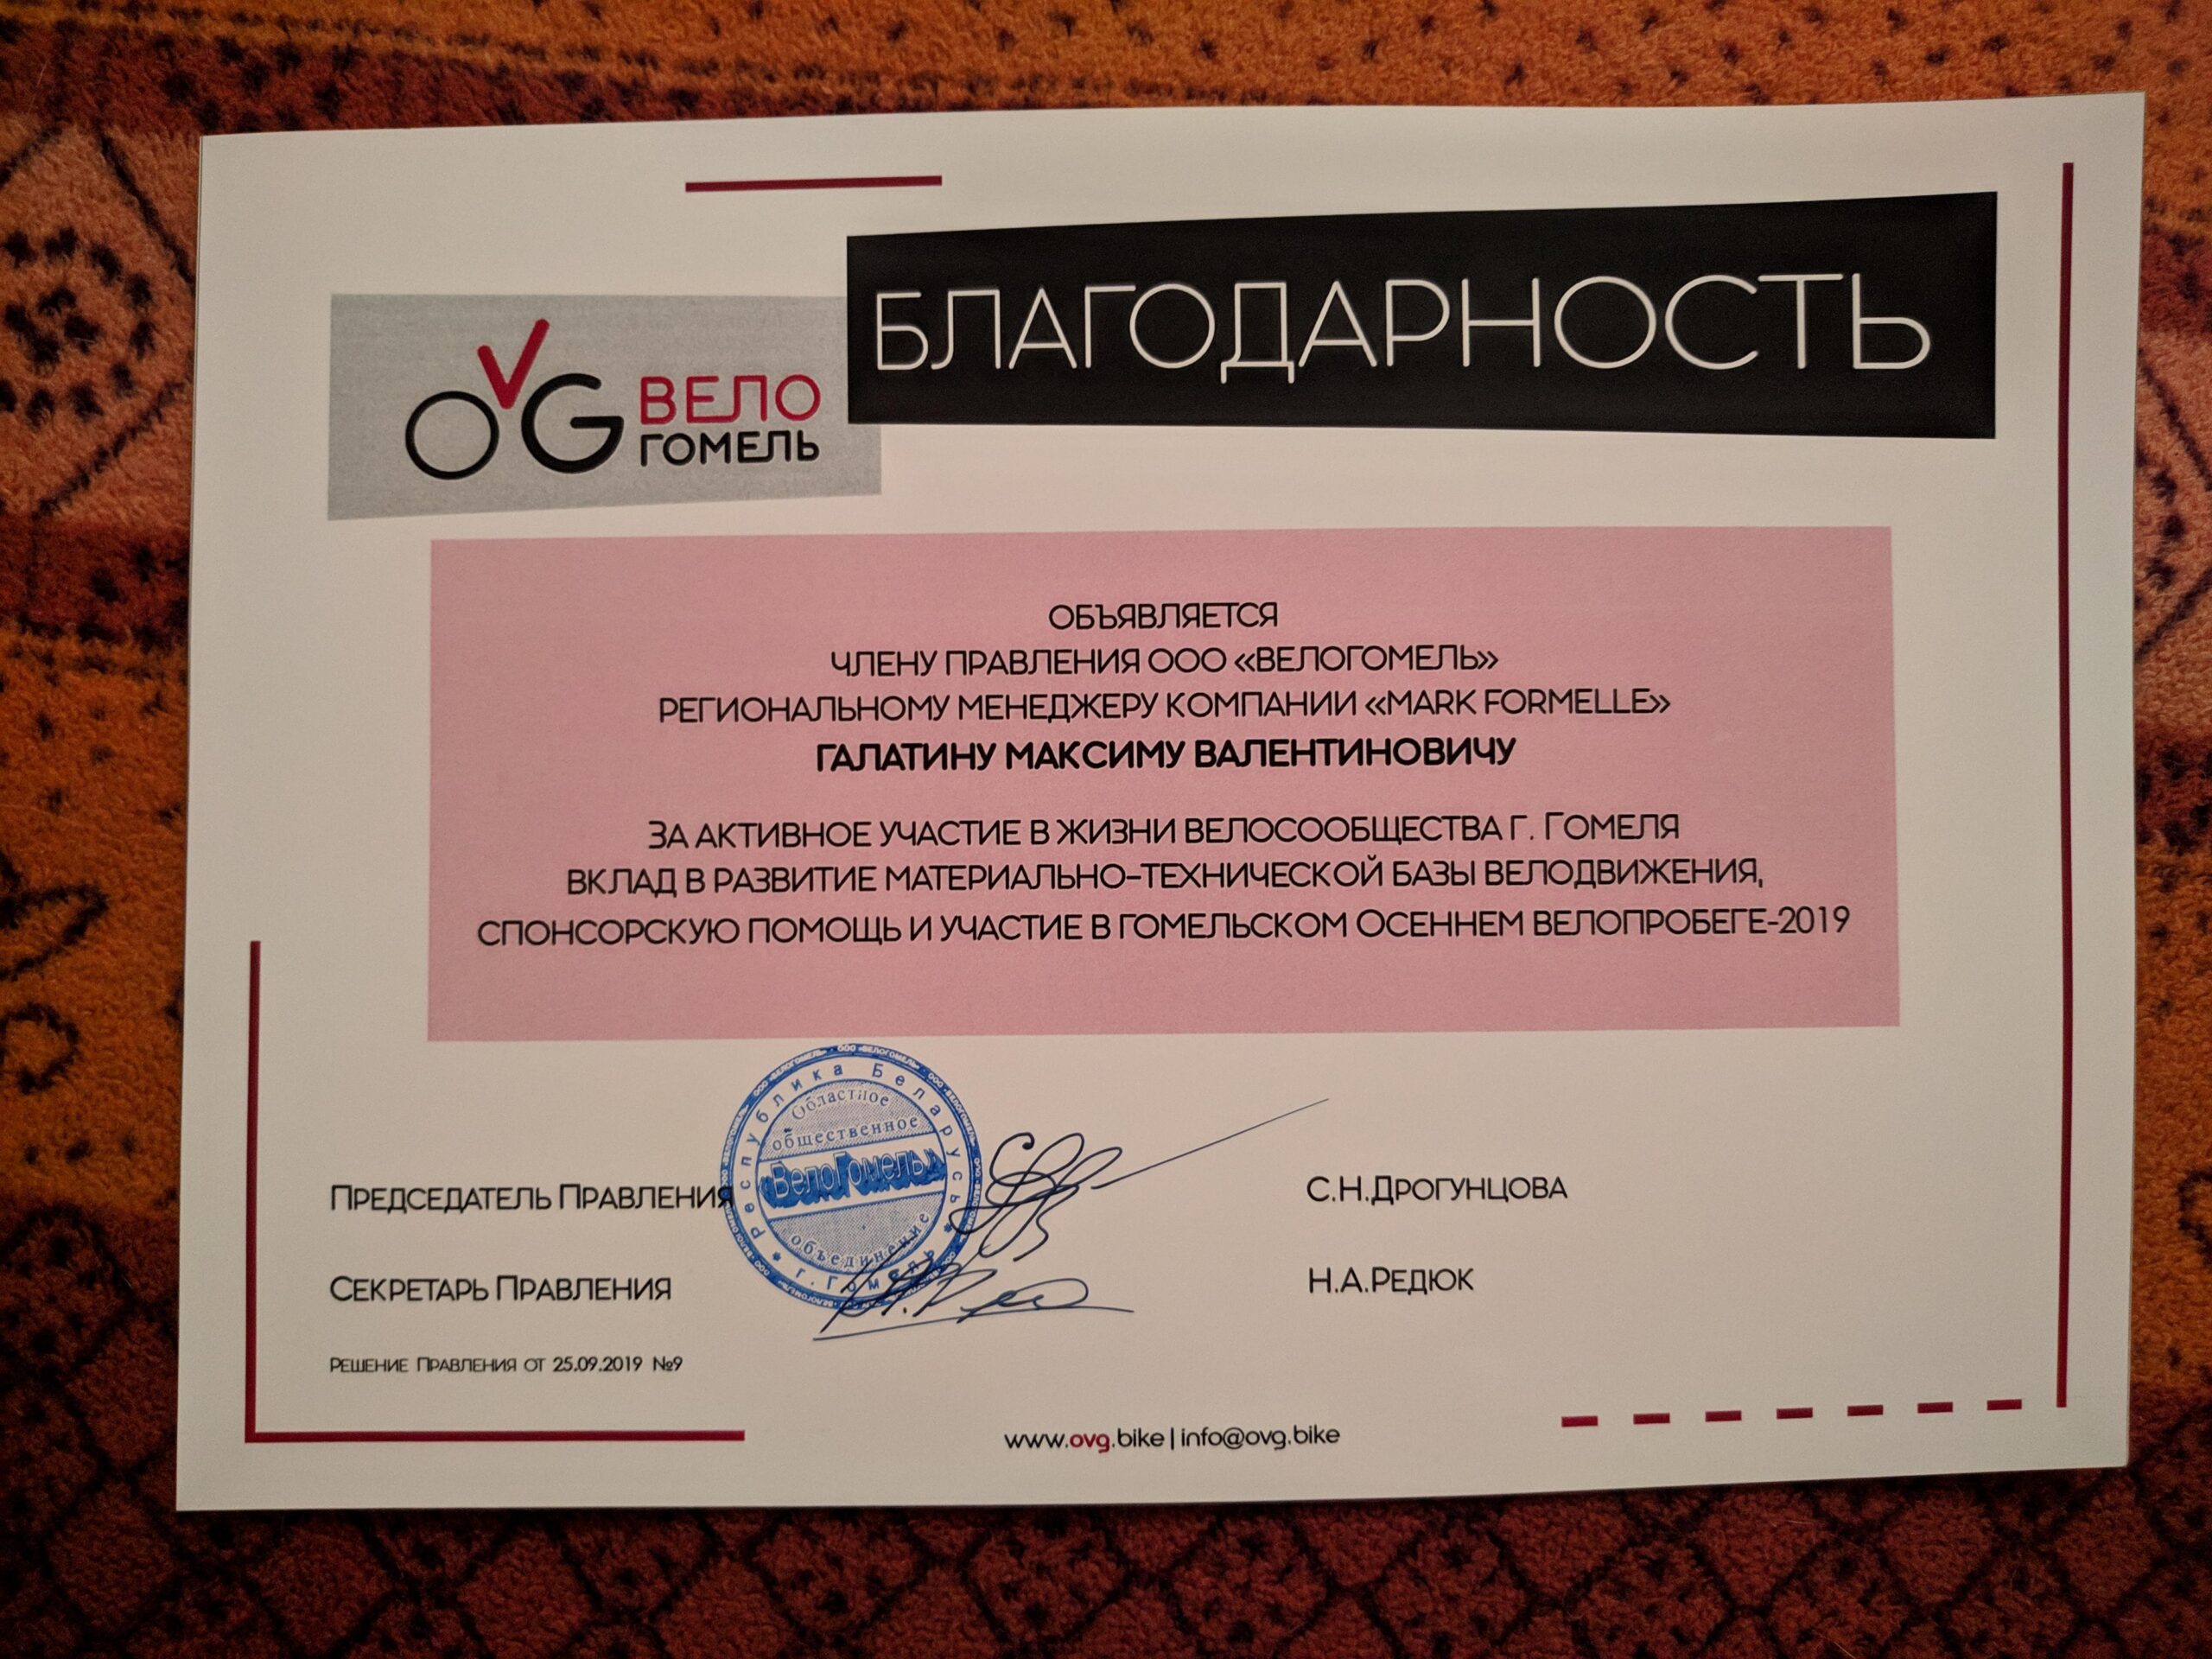 БЛАГОДАРНОСТЬ
OVG ВЕЛО
ГОМЕЛЬ
ОБЪЯВЛЯЕТСЯ
ЧЛЕНУ ПРАВЛЕНИЯ ООО «ВЕЛОГОМЕЛЬ»
РЕГИОНАЛЬНОМУ МЕНЕДЖЕРУ КОМПАНИИ «MARK FORMELLE»
ГАЛАТИНУ МАКСИМУ ВАЛЕНТИНОВИЧУ
ЗА АКТИВНОЕ УЧАСТИЕ В ЖИЗНИ ВЕЛОСООБЩЕСТВА Г. ГОМЕЛЯ
ВКЛАД В РАЗВИТИЕ МАТЕРИАЛЬНО-ТЕХНИЧЕСКОЙ БАЗЫ ВЕЛОДВИЖЕНИЯ,
СПОНСОРСКУЮ ПОМОЩЬ И УЧАСТИЕ В ГОМЕЛЬСКОМ ОСЕННЕМ ВЕЛОПРОБЕГЕ-2019
Республика Беларусь
Областное
общественное
«ВелоГомель»
объединение
г. Гомель
ПРЕДСЕДАТЕЛЬ ПРАВЛЕНИЯ С.Н.ДРОГУНЦОВА
СЕКРЕТАРЬ ПРАВЛЕНИЯ Н.А.РЕДЮК
РЕШЕНИЕ ПРАВЛЕНИЯ ОТ 25.09.2019 №9
www.ovg.bike | info@ovg.bike